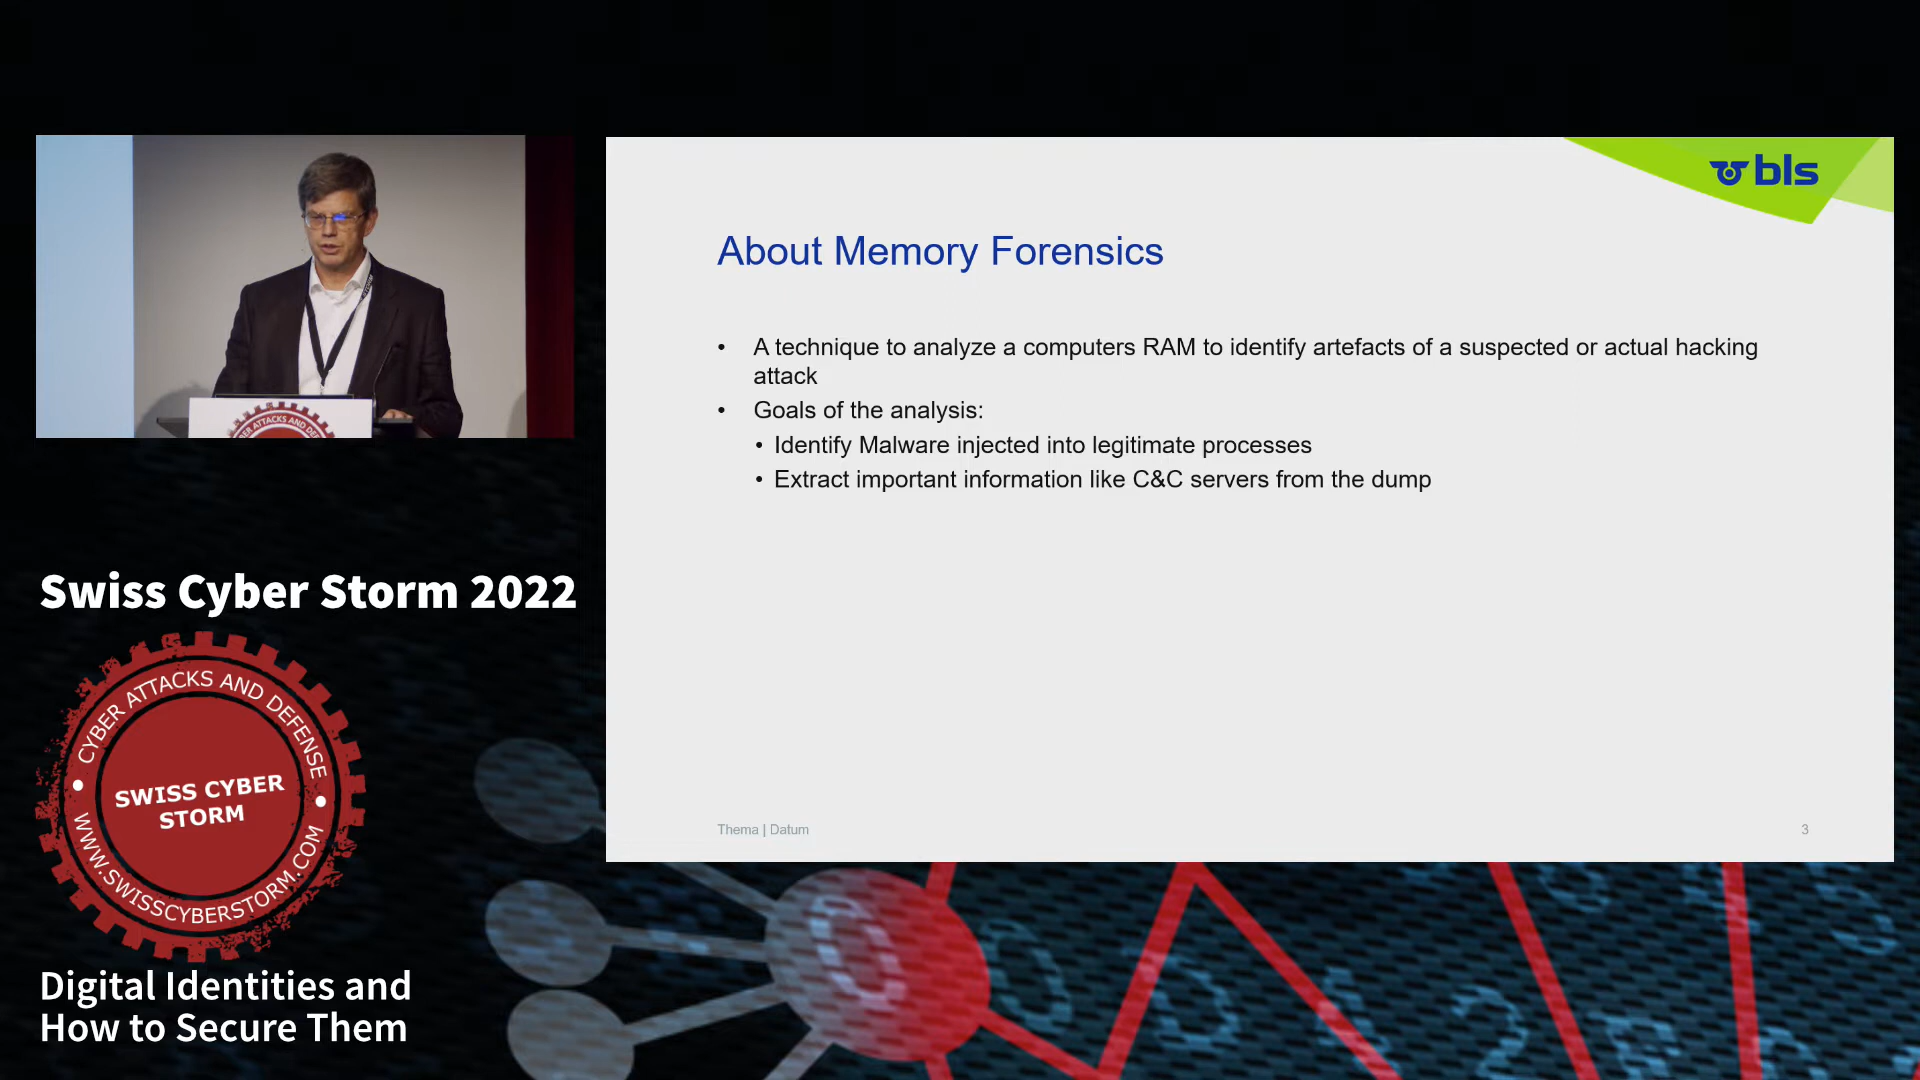 bls
About Memory Forensics
• A technique to analyze a computers RAM to identify artefacts of a suspected or actual hacking
attack
• Goals of the analysis:
• Identify Malware injected into legitimate processes
• Extract important information like C&C servers from the dump
Thema | Datum
3
Swiss Cyber Storm 2022
CYBER ATTACKS AND DEFENSE
SWISS CYBER
STORM
WWW.SWISSCYBERSTORM.COM
Digital Identities and
How to Secure Them